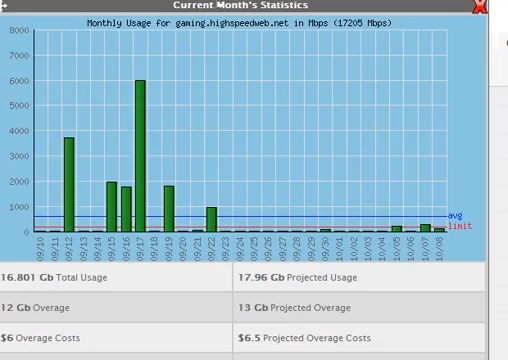 Current Month's Statistics
Monthly Usage for gaming.highspeedweb.net in Mbps (17205 Mbps)
8000
7000
6000
5000
4000
3000
2000
1000
0
avg
limit
09/10 09/11 09/12 09/13 09/14 09/15 09/16 09/17 09/18 09/19 09/20 09/21 09/22 09/23 09/24 09/25 09/26 09/27 09/28 09/29 09/30 10/01 10/02 10/03 10/04 10/05 10/06 10/07 10/08
16.801 Gb Total Usage 17.96 Gb Projected Usage
12 Gb Overage 13 Gb Projected Overage
$6 Overage Costs $6.5 Projected Overage Costs